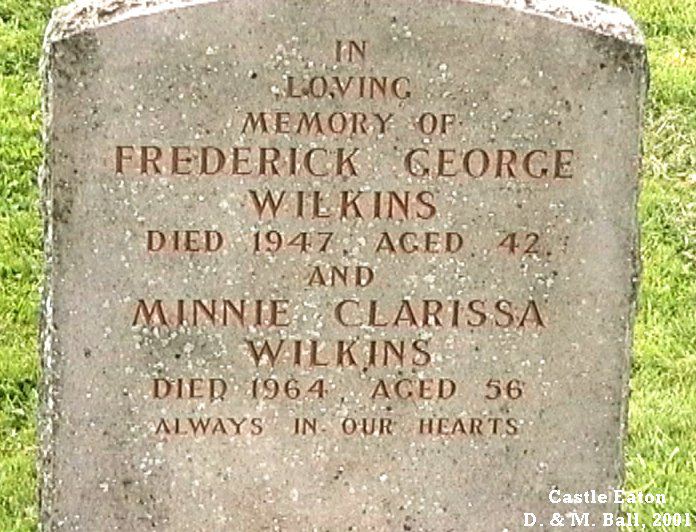 IN
LOVING
MEMORY OF
FREDERICK GEORGE
WILKINS
DIED 1947. AGED 42.
AND
MINNIE CLARISSA
WILKINS
DIED 1964. AGED 56
ALWAYS IN OUR HEARTS
Castle Eaton
D. & M. Ball, 2001